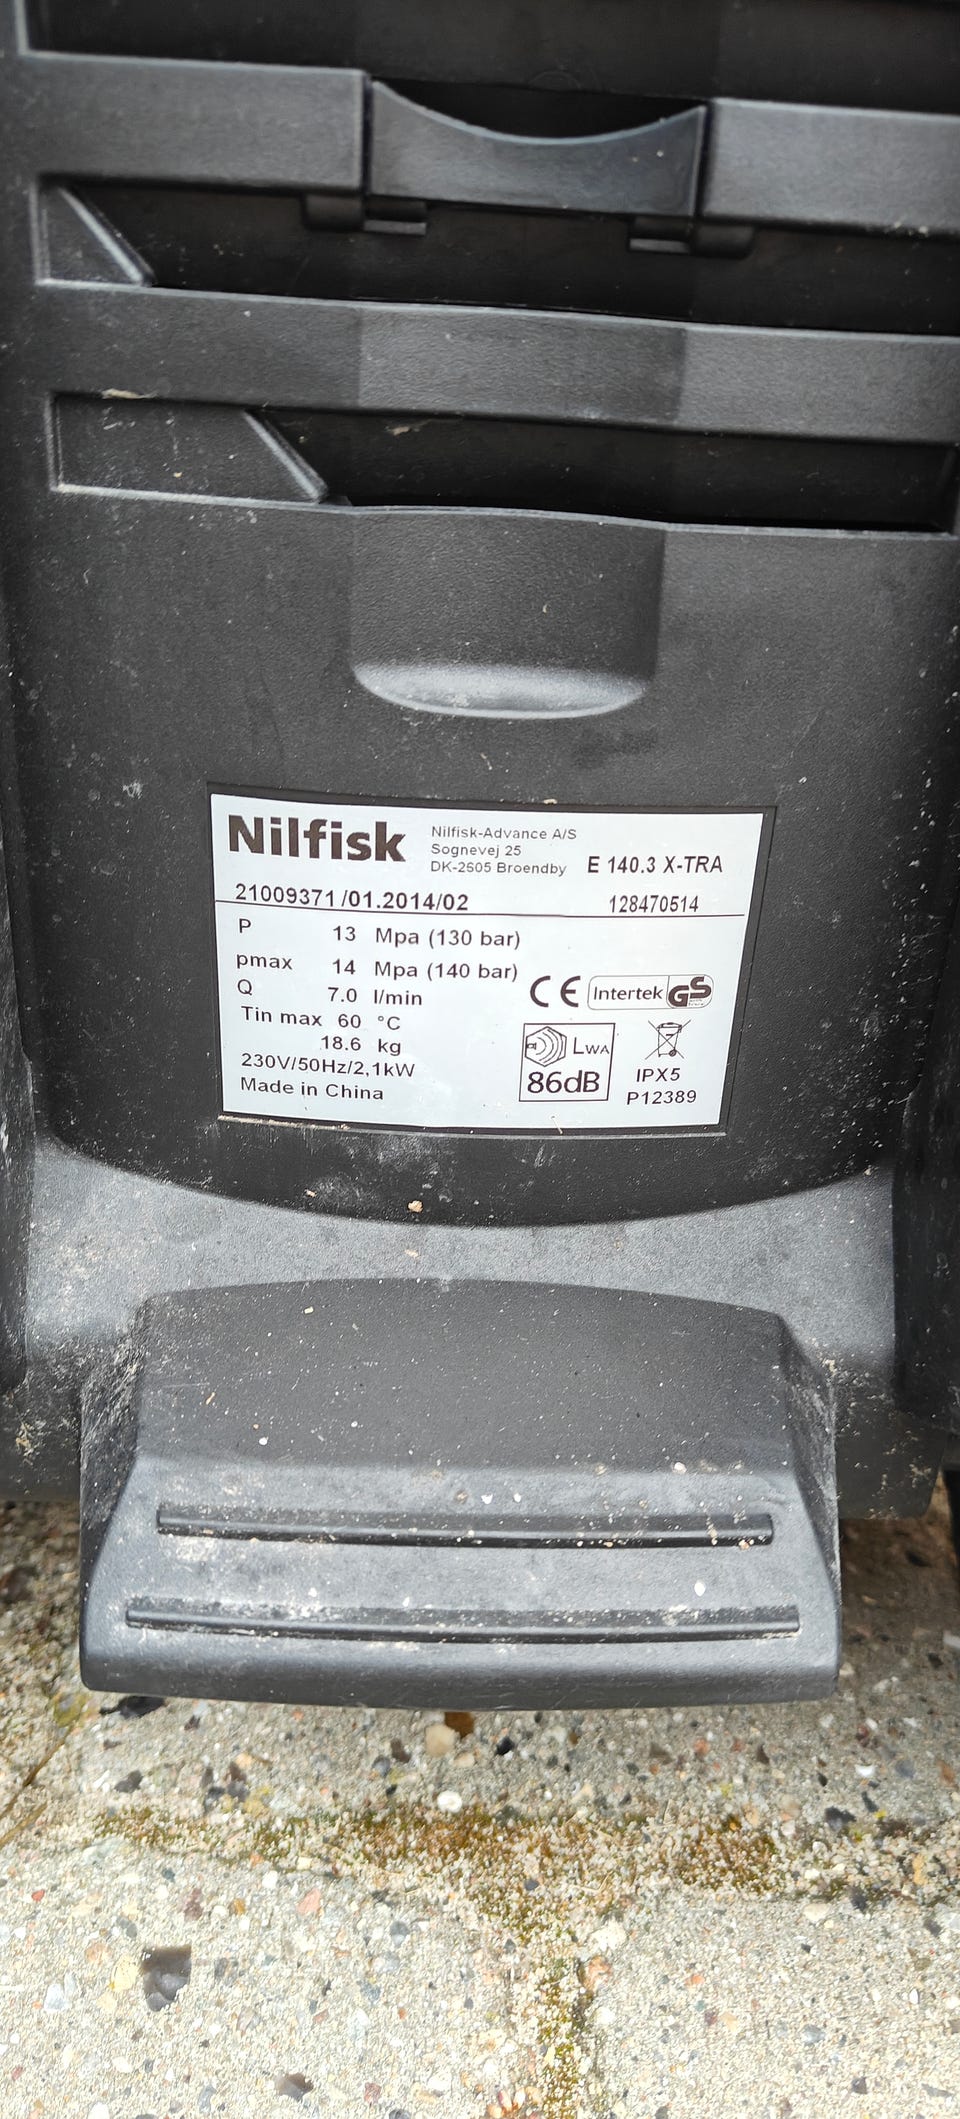 Nilfisk
Nilfisk-Advance A/S
Sognevej 25
DK-2605 Broendby
E 140.3 X-TRA
21009371/01.2014/02
128470514
P 13 Mpa (130 bar)
pmax 14 Mpa (140 bar)
Q 7.0 l/min
Tin max 60 °C
18.6 kg
230V/50Hz/2,1kW
Made in China
CE Intertek GS
LWA
86dB
IPX5
P12389